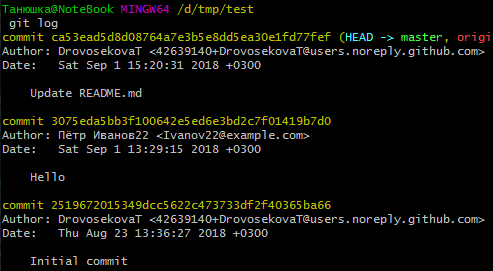 Танюшка@NoteBook MINGW64 /d/tmp/test
git log
commit ca53ead5d8d08764a7e3b5e8dd5ea30e1fd77fef (HEAD -> master, origi
Author: DrovosekovaT <42639140+DrovosekovaT@users.noreply.github.com>
Date:   Sat Sep 1 15:20:31 2018 +0300
Update README.md
commit 3075eda5bb3f100642e5ed6e3bd2c7f01419b7d0
Author: Пётр Иванов22 <Ivanov22@example.com>
Date:   Sat Sep 1 13:29:15 2018 +0300
Hello
commit 2519672015349dcc5622c473733df2f40365ba66
Author: DrovosekovaT <42639140+DrovosekovaT@users.noreply.github.com>
Date:   Thu Aug 23 13:36:27 2018 +0300
Initial commit